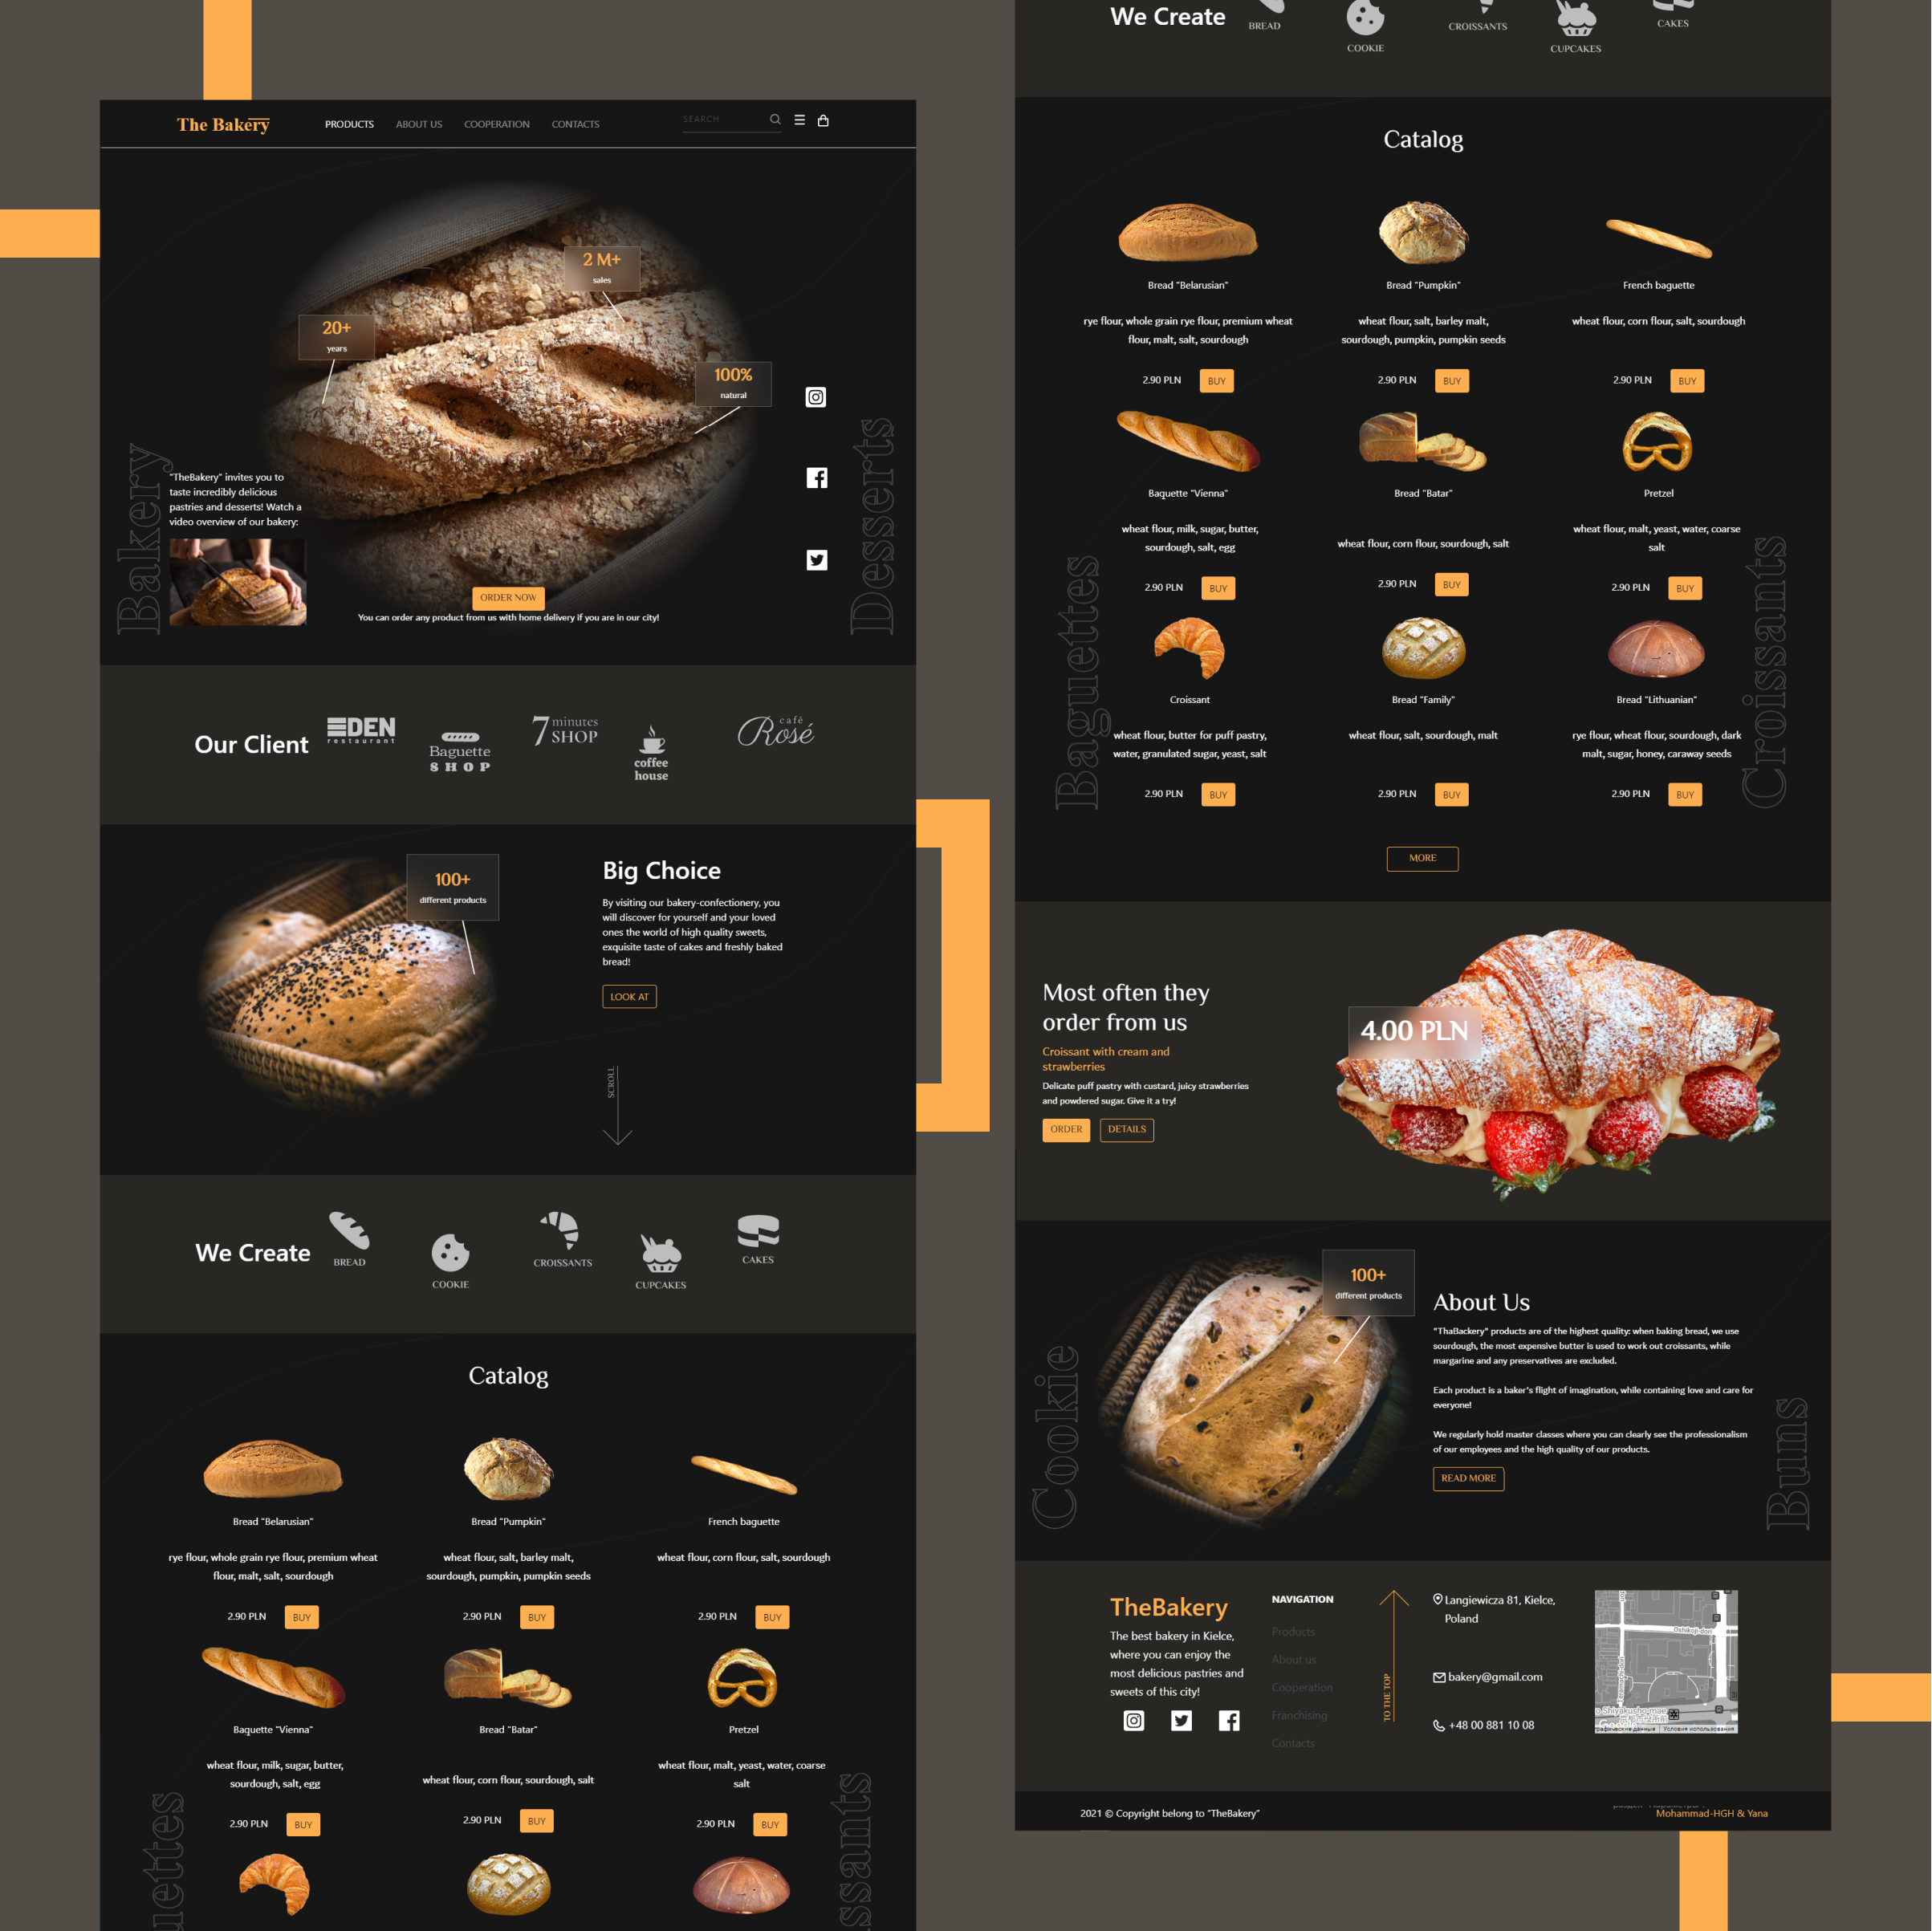 The Bakery
PRODUCTS
ABOUT US
COOPERATION
CONTACTS
SEARCH
2 M+
sales
20+
years
100%
natural
Bakery
Desserts
"TheBakery" invites you to
taste incredibly delicious
pastries and desserts! Watch a
video overview of our bakery:
ORDER NOW
You can order any product from us with home delivery if you are in our city!
Our Client
EDEN
restaurant
Baguette
SHOP
7 minutes
SHOP
coffee
house
café
Rosé
100+
different products
Big Choice
By visiting our bakery-confectionery, you
will discover for yourself and your loved
ones the world of high quality sweets,
exquisite taste of cakes and freshly baked
bread!
LOOK AT
SCROLL
We Create
BREAD
COOKIE
CROISSANTS
CUPCAKES
CAKES
Catalog
Bread "Belarusian"
Bread "Pumpkin"
French baguette
rye flour, whole grain rye flour, premium wheat
flour, malt, salt, sourdough
wheat flour, salt, barley malt,
sourdough, pumpkin, pumpkin seeds
wheat flour, corn flour, salt, sourdough
2.90 PLN
BUY
2.90 PLN
BUY
2.90 PLN
BUY
Baquette "Vienna"
Bread "Batar"
Pretzel
wheat flour, milk, sugar, butter,
sourdough, salt, egg
wheat flour, corn flour, sourdough, salt
wheat flour, malt, yeast, water, coarse
salt
2.90 PLN
BUY
2.90 PLN
BUY
2.90 PLN
BUY
uettes
ssants
We Create
BREAD
COOKIE
CROISSANTS
CUPCAKES
CAKES
Catalog
Bread "Belarusian"
Bread "Pumpkin"
French baguette
rye flour, whole grain rye flour, premium wheat
flour, malt, salt, sourdough
wheat flour, salt, barley malt,
sourdough, pumpkin, pumpkin seeds
wheat flour, corn flour, salt, sourdough
2.90 PLN
BUY
2.90 PLN
BUY
2.90 PLN
BUY
Baquette "Vienna"
Bread "Batar"
Pretzel
wheat flour, milk, sugar, butter,
sourdough, salt, egg
wheat flour, corn flour, sourdough, salt
wheat flour, malt, yeast, water, coarse
salt
2.90 PLN
BUY
2.90 PLN
BUY
2.90 PLN
BUY
Baguettes
Croissants
Croissant
Bread "Family"
Bread "Lithuanian"
wheat flour, butter for puff pastry,
water, granulated sugar, yeast, salt
wheat flour, salt, sourdough, malt
rye flour, wheat flour, sourdough, dark
malt, sugar, honey, caraway seeds
2.90 PLN
BUY
2.90 PLN
BUY
2.90 PLN
BUY
MORE
Most often they
order from us
Croissant with cream and
strawberries
Delicate puff pastry with custard, juicy strawberries
and powdered sugar. Give it a try!
ORDER
DETAILS
4.00 PLN
100+
different products
Cookie
Buns
About Us
"ThaBackery" products are of the highest quality: when baking bread, we use
sourdough, the most expensive butter is used to work out croissants, while
margarine and any preservatives are excluded.
Each product is a baker's flight of imagination, while containing love and care for
everyone!
We regularly hold master classes where you can clearly see the professionalism
of our employees and the high quality of our products.
READ MORE
TheBakery
The best bakery in Kielce,
where you can enjoy the
most delicious pastries and
sweets of this city!
NAVIGATION
Products
About us
Cooperation
Franchising
Contacts
TO THE TOP
Langiewicza 81, Kielce,
Poland
bakery@gmail.com
+48 00 881 10 08
Oshikoji-dori
Google
Условия использования
2021 © Copyright belong to "TheBakery"
Mohammad-HGH & Yana